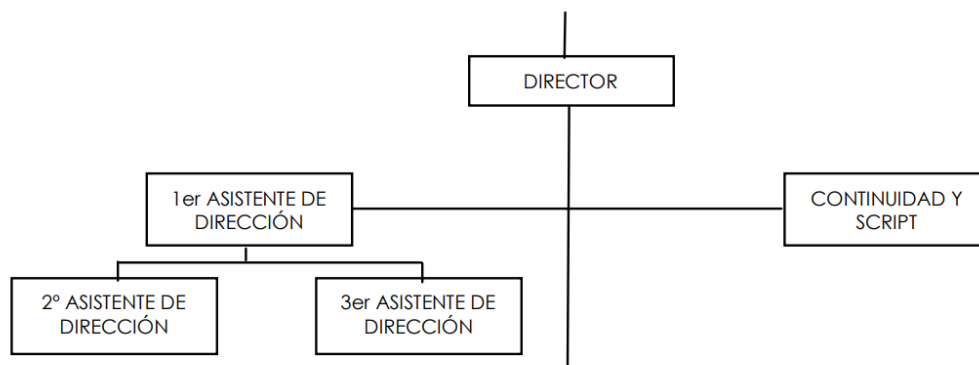 DIRECTOR
1er ASISTENTE DE
DIRECCIÓN
CONTINUIDAD Y
SCRIPT
2º ASISTENTE DE
DIRECCIÓN
3er ASISTENTE DE
DIRECCIÓN